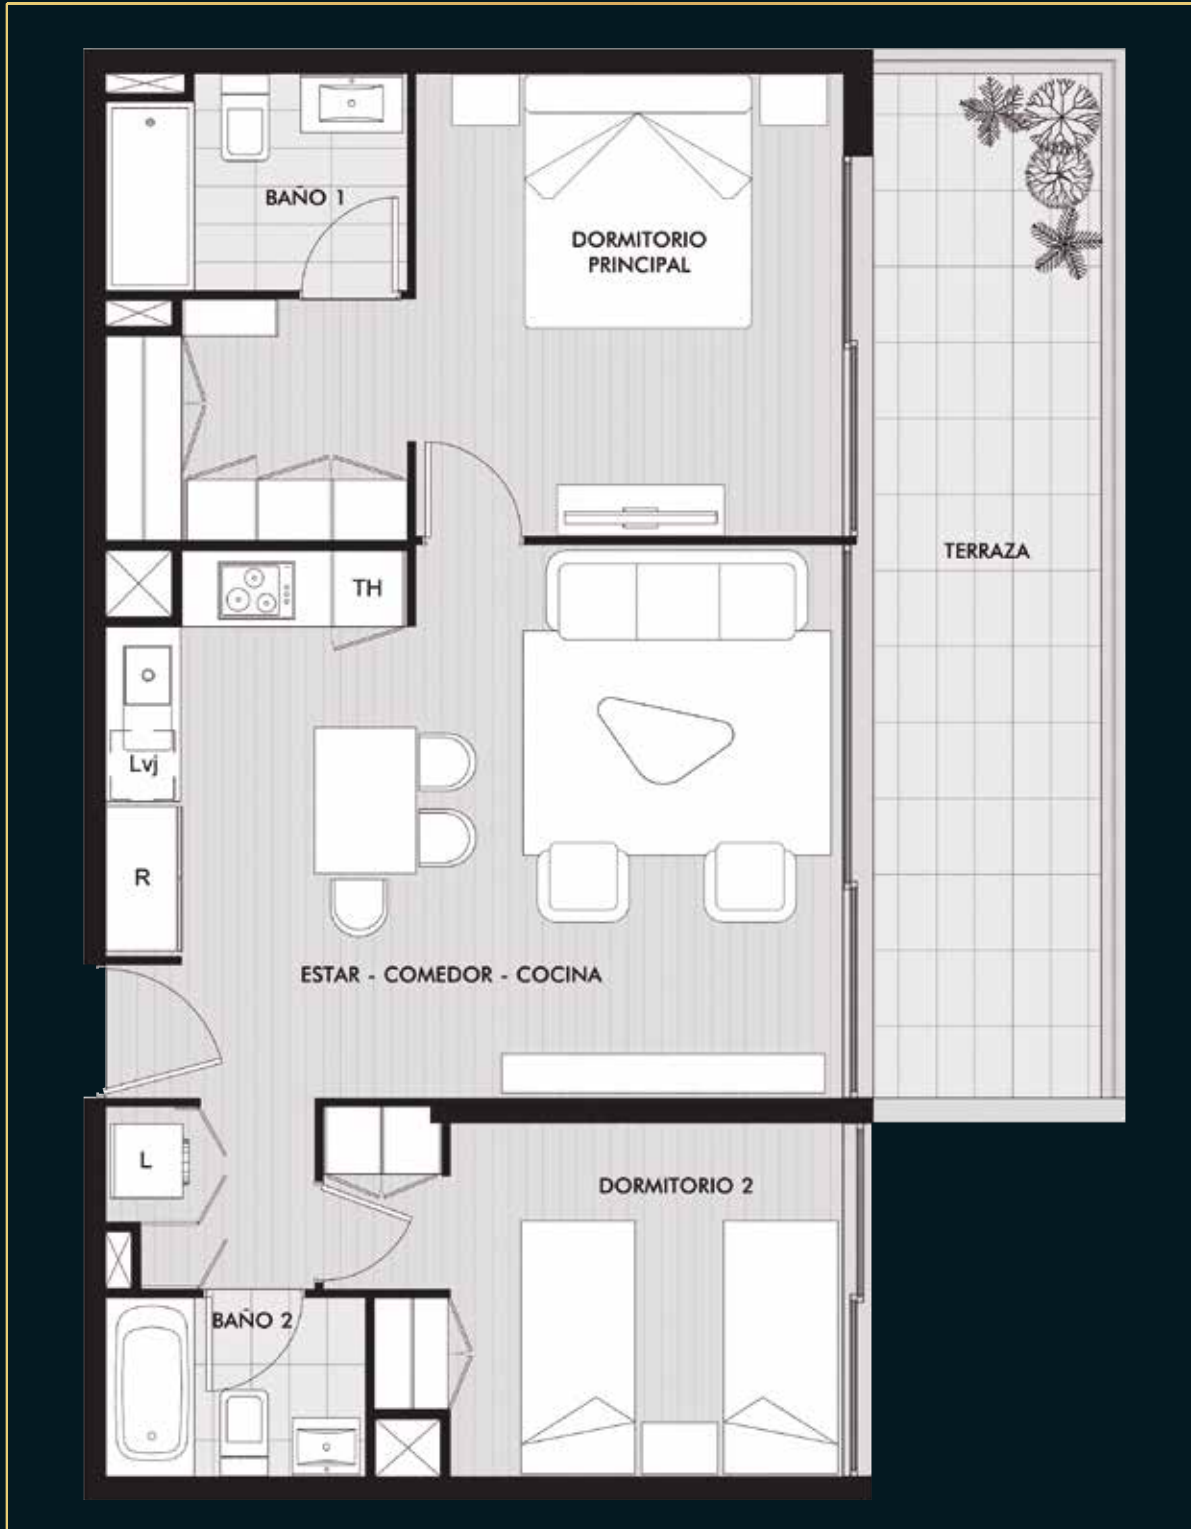 BAÑO 1
DORMITORIO
PRINCIPAL
TERRAZA
TH
Lvj
R
ESTAR - COMEDOR - COCINA
L
DORMITORIO 2
BAÑO 2